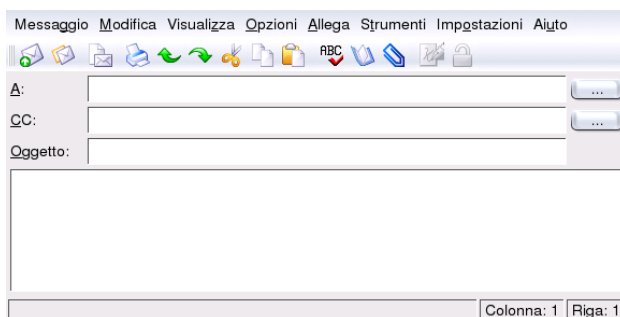 Messaggio Modifica Visualizza Opzioni Allega Strumenti Impostazioni Aiuto
ABC
A:
...
CC:
...
Oggetto:
Colonna: 1 Riga: 1